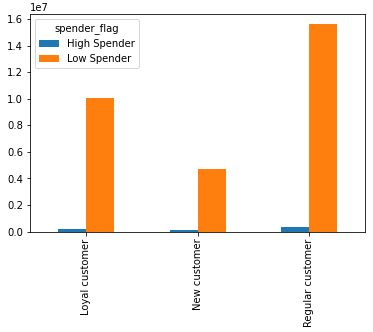 1e7
spender_flag
High Spender
Low Spender
1.6
1.4
1.2
1.0
0.8
0.6
0.4
0.2
0.0
Loyal customer
New customer
Regular customer